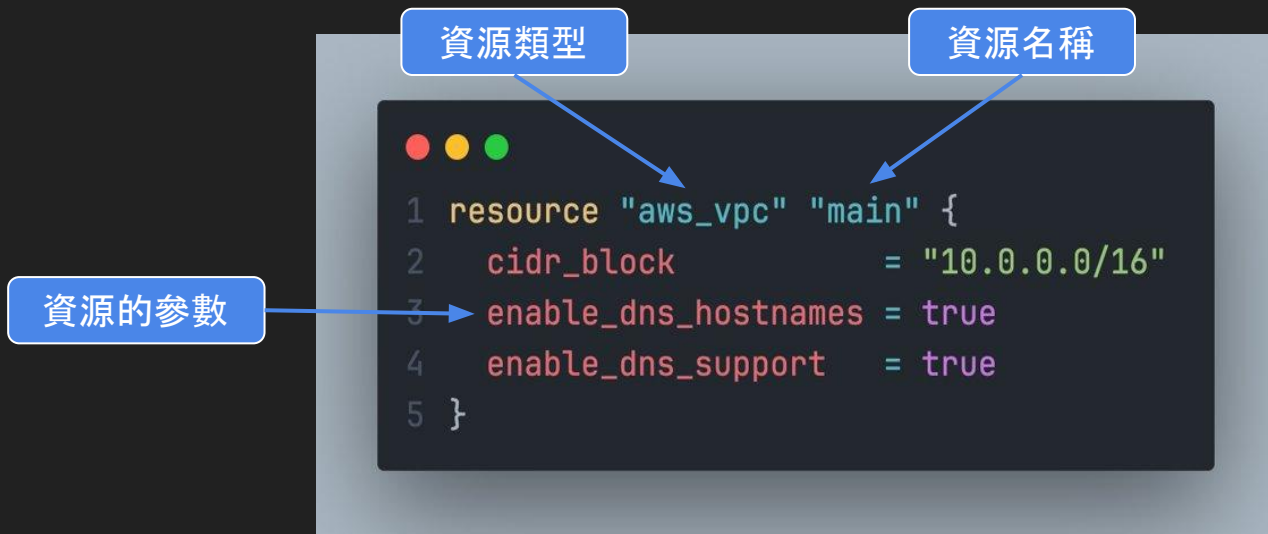 資源類型
資源名稱
1 resource "aws_vpc" "main" {
2   cidr_block           = "10.0.0.0/16"
資源的參數
3   enable_dns_hostnames = true
4   enable_dns_support   = true
5 }